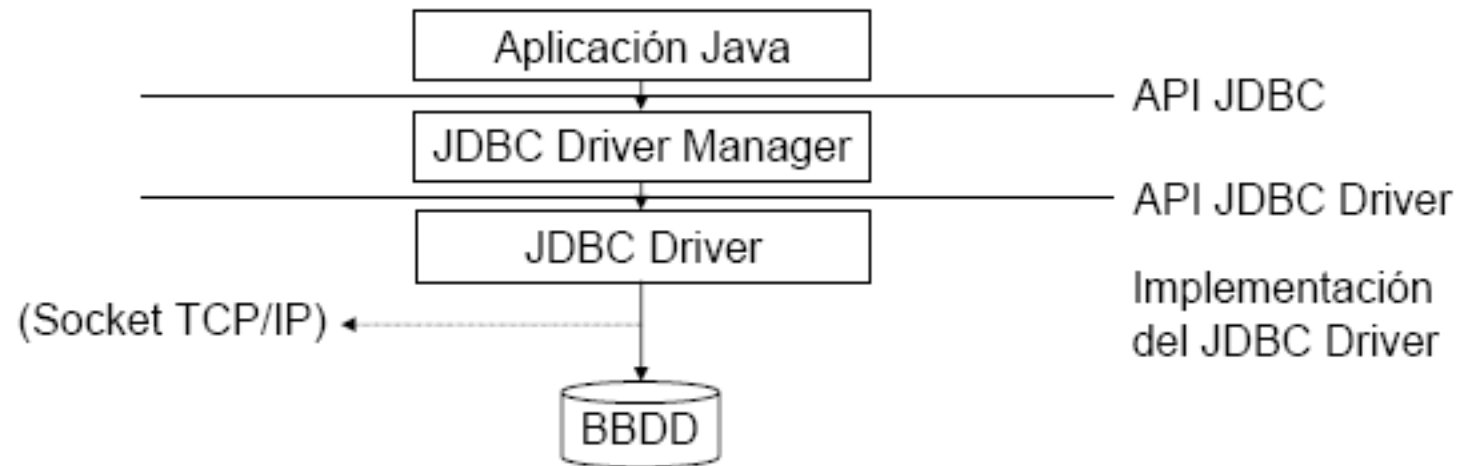 Aplicación Java
API JDBC
JDBC Driver Manager
API JDBC Driver
JDBC Driver
Implementación
del JDBC Driver
(Socket TCP/IP)
BBDD